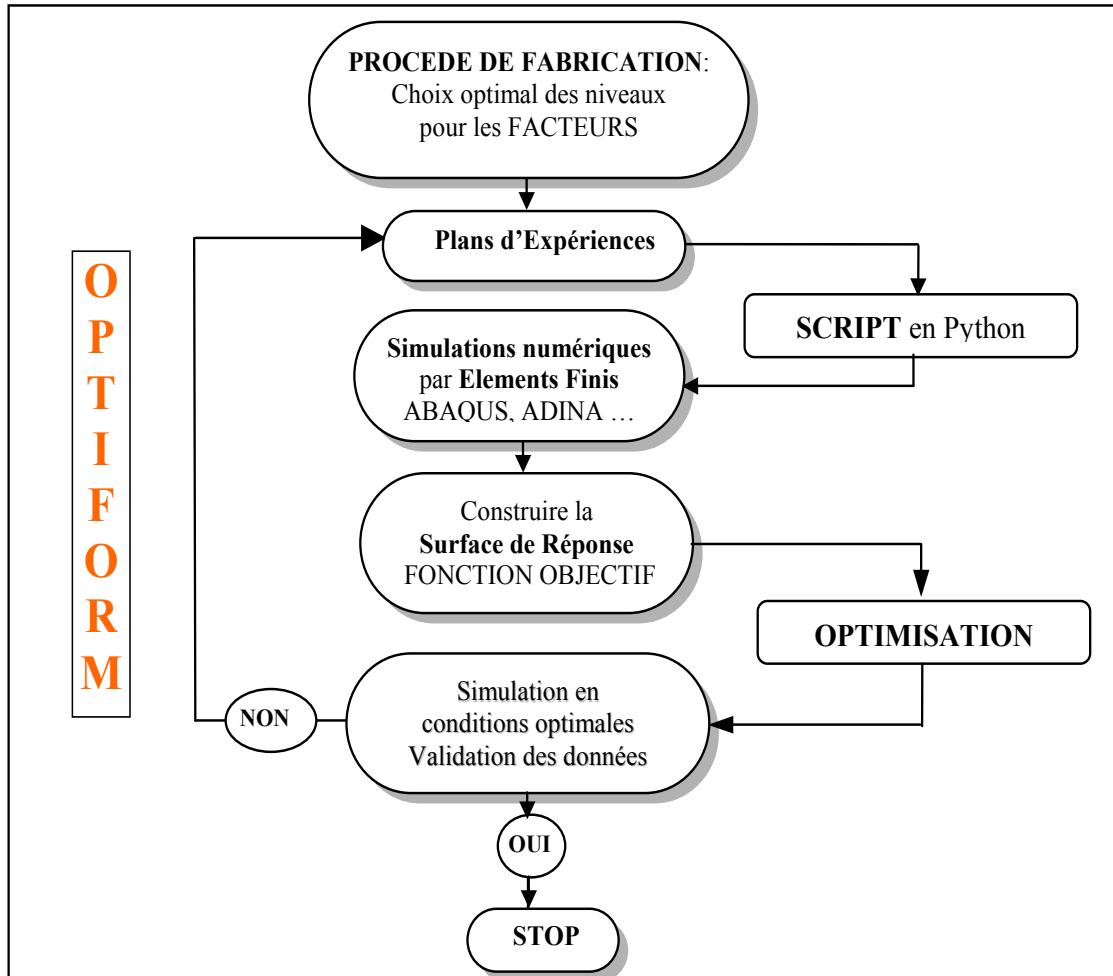 PROCEDE DE FABRICATION:
Choix optimal des niveaux
pour les FACTEURS
Plans d'Expériences
SCRIPT en Python
Simulations numériques
par Elements Finis
ABAQUS, ADINA …
Construire la
Surface de Réponse
FONCTION OBJECTIF
OPTIMISATION
Simulation en
conditions optimales
Validation des données
NON
OUI
STOP
OPTIFORM